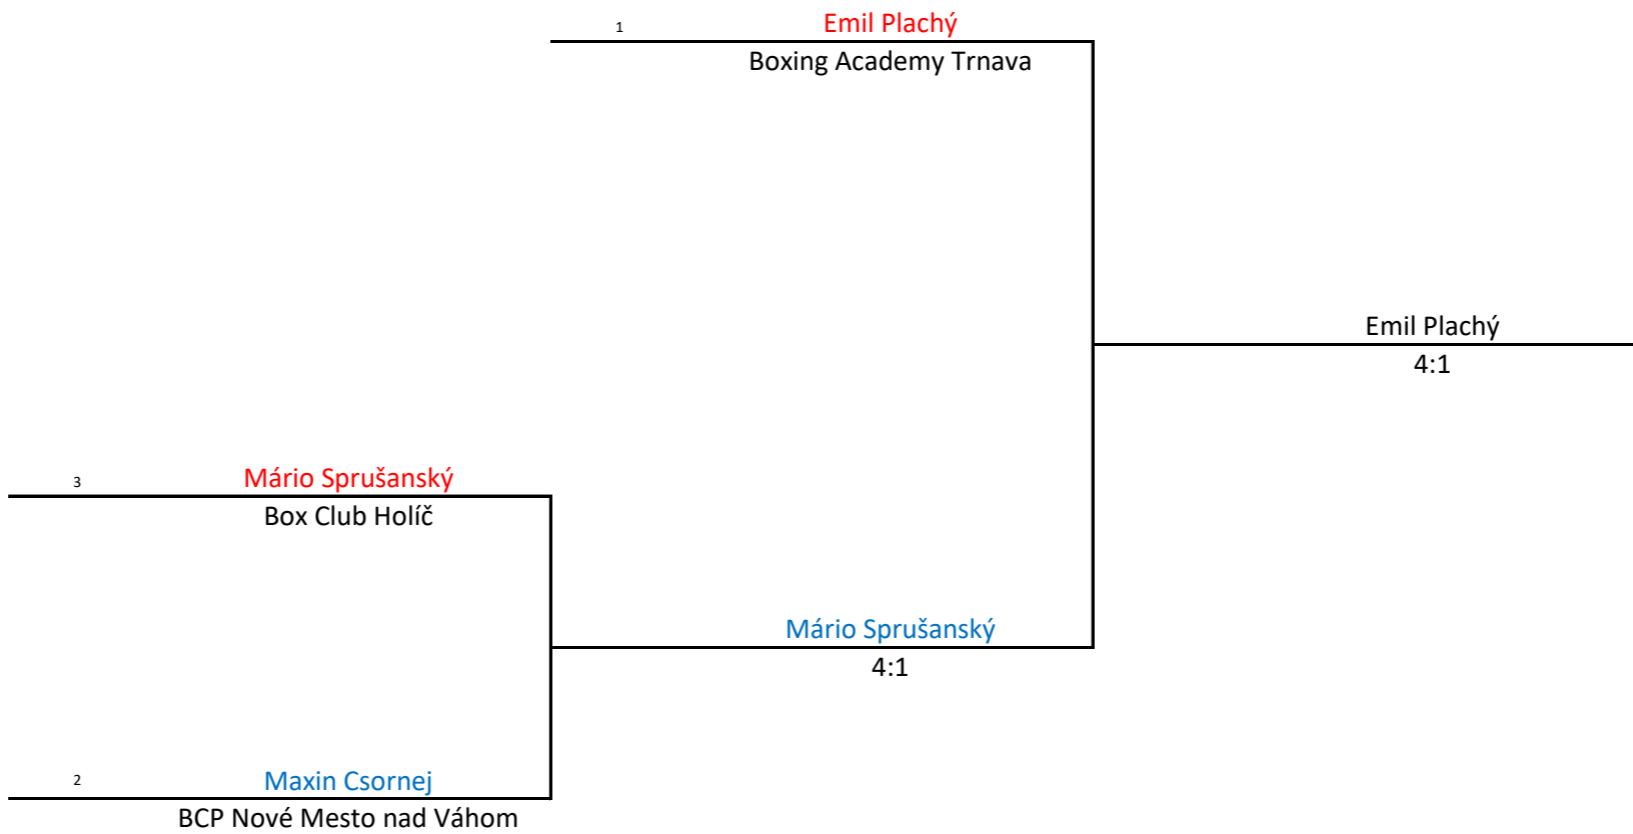 1
Emil Plachý
Boxing Academy Trnava
Emil Plachý
4:1
3
Mário Sprušanský
Box Club Holíč
Mário Sprušanský
4:1
2
Maxin Csornej
BCP Nové Mesto nad Váhom